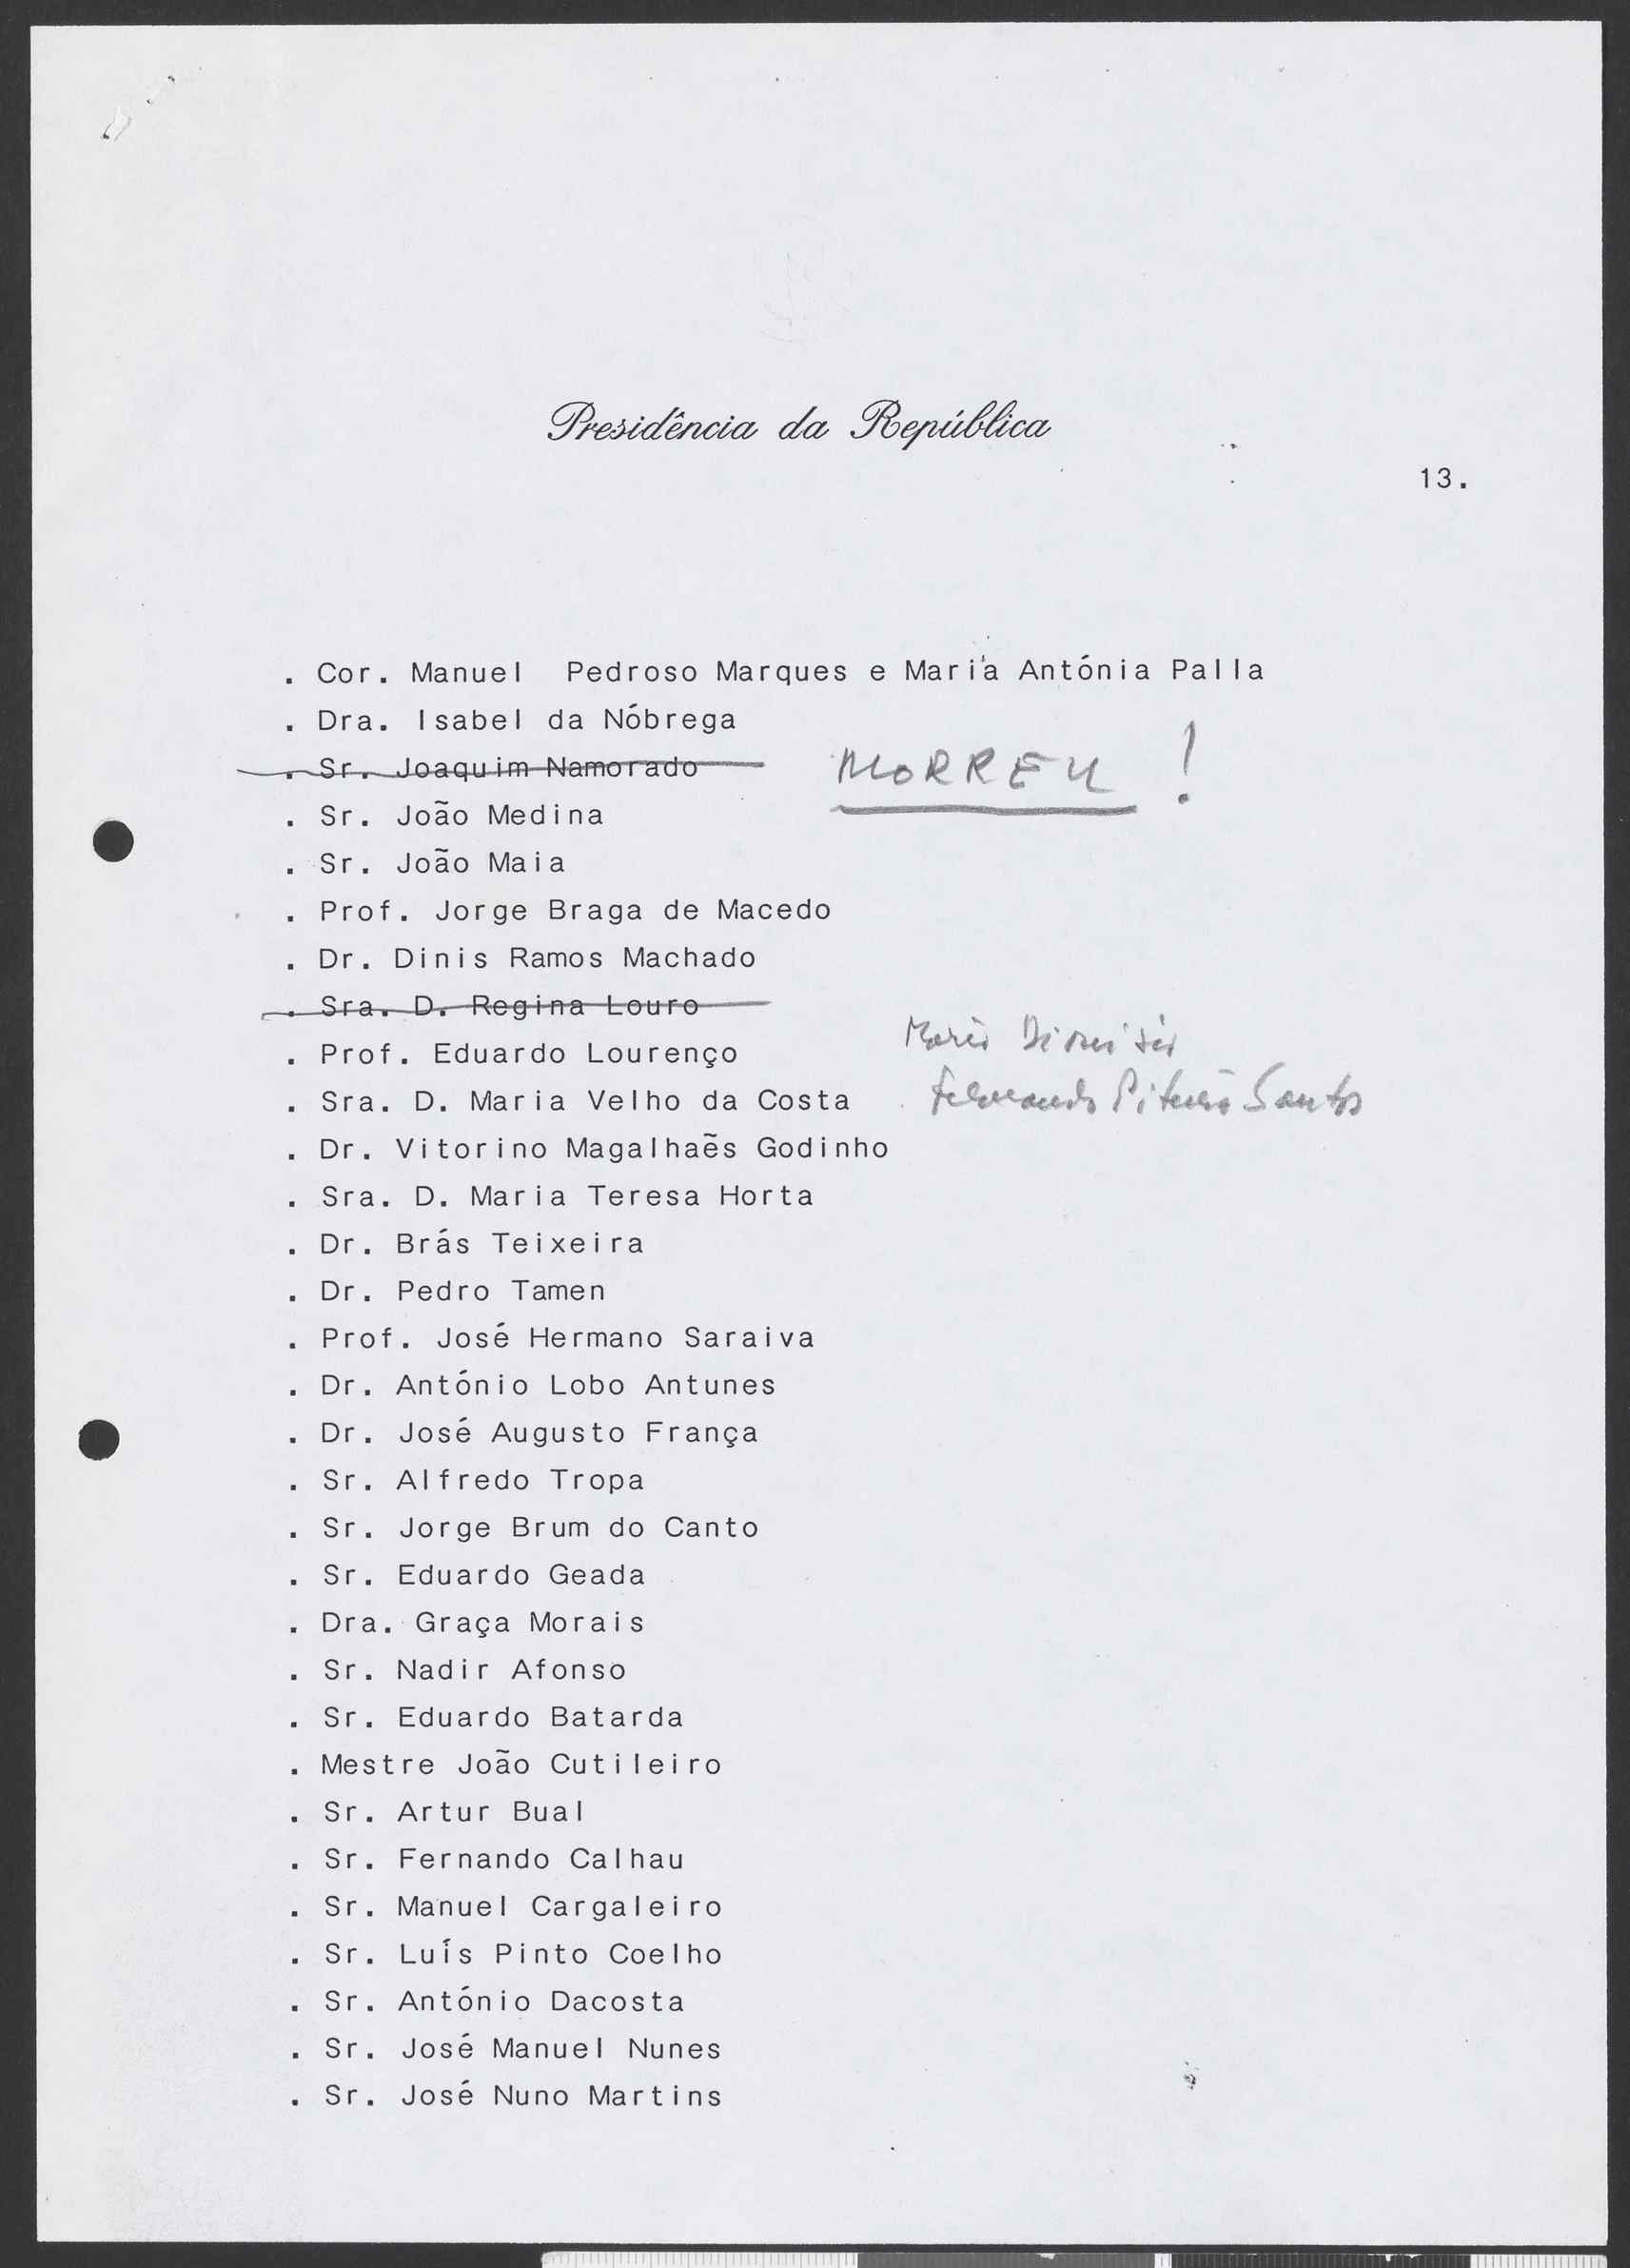 Presidência da República
13.
. Cor. Manuel Pedroso Marques e Maria Antónia Palla
. Dra. Isabel da Nóbrega
. Sr. Joaquim Namorado
MORREU !
. Sr. João Medina
. Sr. João Maia
. Prof. Jorge Braga de Macedo
. Dr. Dinis Ramos Machado
. Sra. D. Regina Louro
Mario Dionísio
. Prof. Eduardo Lourenço
. Sra. D. Maria Velho da Costa
Fernando Piteira Santos
. Dr. Vitorino Magalhaẽs Godinho
. Sra. D. Maria Teresa Horta
. Dr. Brás Teixeira
. Dr. Pedro Tamen
. Prof. José Hermano Saraiva
. Dr. António Lobo Antunes
. Dr. José Augusto França
. Sr. Alfredo Tropa
. Sr. Jorge Brum do Canto
. Sr. Eduardo Geada
. Dra. Graça Morais
. Sr. Nadir Afonso
. Sr. Eduardo Batarda
. Mestre João Cutileiro
. Sr. Artur Bual
. Sr. Fernando Calhau
. Sr. Manuel Cargaleiro
. Sr. Luís Pinto Coelho
. Sr. António Dacosta
. Sr. José Manuel Nunes
. Sr. José Nuno Martins